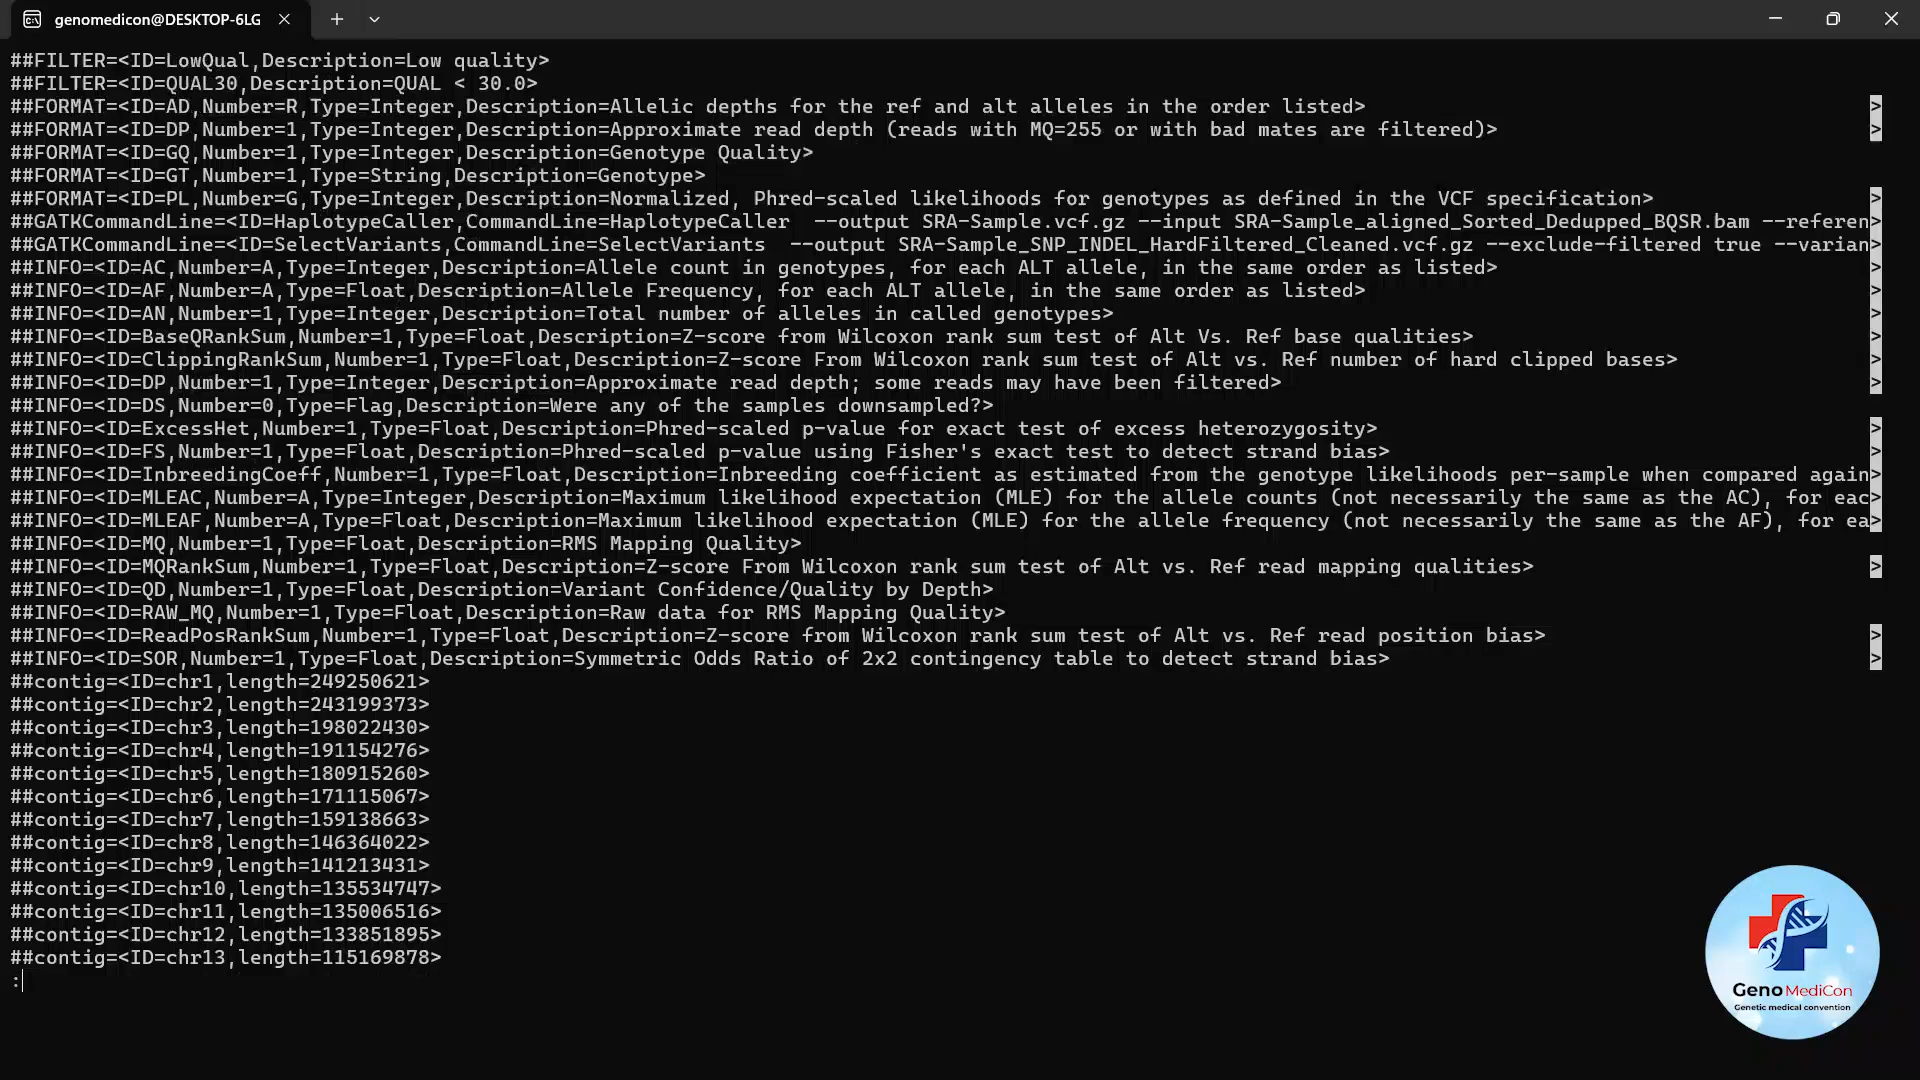 genomedicon@DESKTOP-6LG
##FILTER=<ID=LowQual,Description=Low quality>
##FILTER=<ID=QUAL30,Description=QUAL < 30.0>
##FORMAT=<ID=AD,Number=R,Type=Integer,Description=Allelic depths for the ref and alt alleles in the order listed> >
##FORMAT=<ID=DP,Number=1,Type=Integer,Description=Approximate read depth (reads with MQ=255 or with bad mates are filtered)> >
##FORMAT=<ID=GQ,Number=1,Type=Integer,Description=Genotype Quality>
##FORMAT=<ID=GT,Number=1,Type=String,Description=Genotype>
##FORMAT=<ID=PL,Number=G,Type=Integer,Description=Normalized, Phred-scaled likelihoods for genotypes as defined in the VCF specification> >
##GATKCommandLine=<ID=HaplotypeCaller,CommandLine=HaplotypeCaller  --output SRA-Sample.vcf.gz --input SRA-Sample_aligned_Sorted_Dedupped_BQSR.bam --referen>
##GATKCommandLine=<ID=SelectVariants,CommandLine=SelectVariants  --output SRA-Sample_SNP_INDEL_HardFiltered_Cleaned.vcf.gz --exclude-filtered true --varian>
##INFO=<ID=AC,Number=A,Type=Integer,Description=Allele count in genotypes, for each ALT allele, in the same order as listed> >
##INFO=<ID=AF,Number=A,Type=Float,Description=Allele Frequency, for each ALT allele, in the same order as listed> >
##INFO=<ID=AN,Number=1,Type=Integer,Description=Total number of alleles in called genotypes> >
##INFO=<ID=BaseQRankSum,Number=1,Type=Float,Description=Z-score from Wilcoxon rank sum test of Alt Vs. Ref base qualities> >
##INFO=<ID=ClippingRankSum,Number=1,Type=Float,Description=Z-score From Wilcoxon rank sum test of Alt vs. Ref number of hard clipped bases> >
##INFO=<ID=DP,Number=1,Type=Integer,Description=Approximate read depth; some reads may have been filtered> >
##INFO=<ID=DS,Number=0,Type=Flag,Description=Were any of the samples downsampled?>
##INFO=<ID=ExcessHet,Number=1,Type=Float,Description=Phred-scaled p-value for exact test of excess heterozygosity> >
##INFO=<ID=FS,Number=1,Type=Float,Description=Phred-scaled p-value using Fisher's exact test to detect strand bias> >
##INFO=<ID=InbreedingCoeff,Number=1,Type=Float,Description=Inbreeding coefficient as estimated from the genotype likelihoods per-sample when compared again>
##INFO=<ID=MLEAC,Number=A,Type=Integer,Description=Maximum likelihood expectation (MLE) for the allele counts (not necessarily the same as the AC), for eac>
##INFO=<ID=MLEAF,Number=A,Type=Float,Description=Maximum likelihood expectation (MLE) for the allele frequency (not necessarily the same as the AF), for ea>
##INFO=<ID=MQ,Number=1,Type=Float,Description=RMS Mapping Quality>
##INFO=<ID=MQRankSum,Number=1,Type=Float,Description=Z-score From Wilcoxon rank sum test of Alt vs. Ref read mapping qualities> >
##INFO=<ID=QD,Number=1,Type=Float,Description=Variant Confidence/Quality by Depth>
##INFO=<ID=RAW_MQ,Number=1,Type=Float,Description=Raw data for RMS Mapping Quality>
##INFO=<ID=ReadPosRankSum,Number=1,Type=Float,Description=Z-score from Wilcoxon rank sum test of Alt vs. Ref read position bias> >
##INFO=<ID=SOR,Number=1,Type=Float,Description=Symmetric Odds Ratio of 2x2 contingency table to detect strand bias> >
##contig=<ID=chr1,length=249250621>
##contig=<ID=chr2,length=243199373>
##contig=<ID=chr3,length=198022430>
##contig=<ID=chr4,length=191154276>
##contig=<ID=chr5,length=180915260>
##contig=<ID=chr6,length=171115067>
##contig=<ID=chr7,length=159138663>
##contig=<ID=chr8,length=146364022>
##contig=<ID=chr9,length=141213431>
##contig=<ID=chr10,length=135534747>
##contig=<ID=chr11,length=135006516>
##contig=<ID=chr12,length=133851895>
##contig=<ID=chr13,length=115169878>
:
Geno MediCon
Genetic medical convention